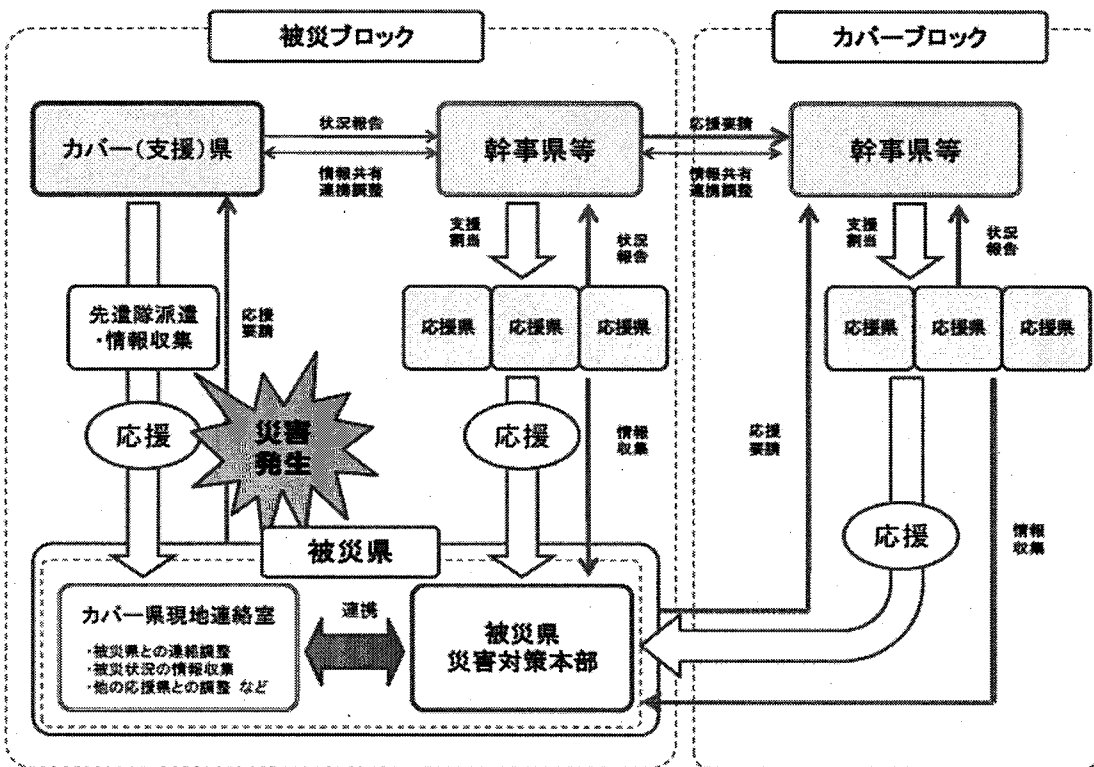 被災ブロック
カバーブロック
カバー(支援)県
状況報告
情報共有
連携調整
幹事県等
応援要請
情報共有
連携調整
幹事県等
先遣隊派遣
・情報収集
応援
要請
支援
割当
状況
報告
応援県
応援県
応援県
支援
割当
状況
報告
応援県
応援県
応援県
応援
災害
発生
応援
情報
収集
応援
要請
応援
情報
収集
被災県
カバー県現地連絡室
・被災県との連絡調整
・被災状況の情報収集
・他の応援県との調整 など
連携
被災県
災害対策本部